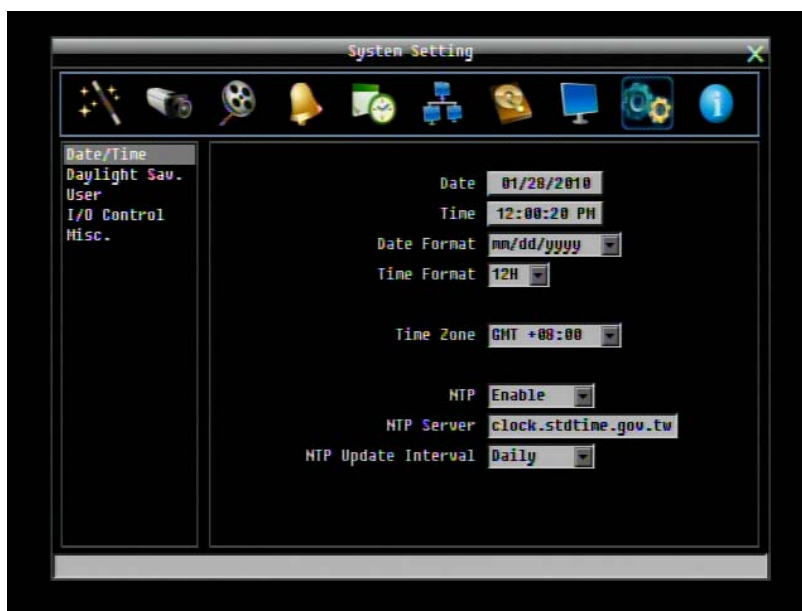 System Setting
Date/Time
Daylight Sav.
User
I/O Control
Misc.
Date 01/28/2010
Time 12:00:20 PM
Date Format mm/dd/yyyy
Time Format 12H
Time Zone GMT +08:00
NTP Enable
NTP Server clock.stdtime.gov.tw
NTP Update Interval Daily